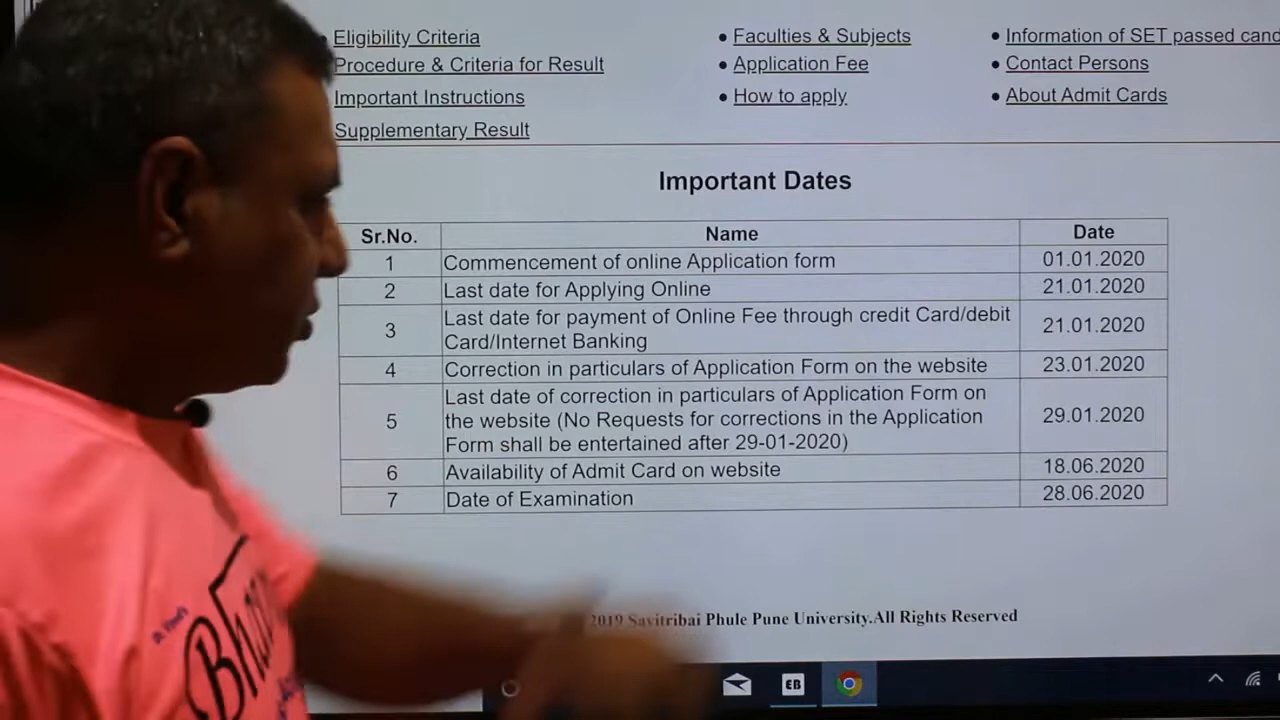 Eligibility Criteria
• Faculties & Subjects
• Information of SET passed cand
Procedure & Criteria for Result
• Application Fee
• Contact Persons
Important Instructions
• How to apply
• About Admit Cards
Supplementary Result
Important Dates
Sr.No. Name Date
1 Commencement of online Application form 01.01.2020
2 Last date for Applying Online 21.01.2020
3 Last date for payment of Online Fee through credit Card/debit
Card/Internet Banking 21.01.2020
4 Correction in particulars of Application Form on the website 23.01.2020
5 Last date of correction in particulars of Application Form on
the website (No Requests for corrections in the Application 29.01.2020
Form shall be entertained after 29-01-2020)
6 Availability of Admit Card on website 18.06.2020
7 Date of Examination 28.06.2020
2019 Savitribai Phule Pune University.All Rights Reserved
EB